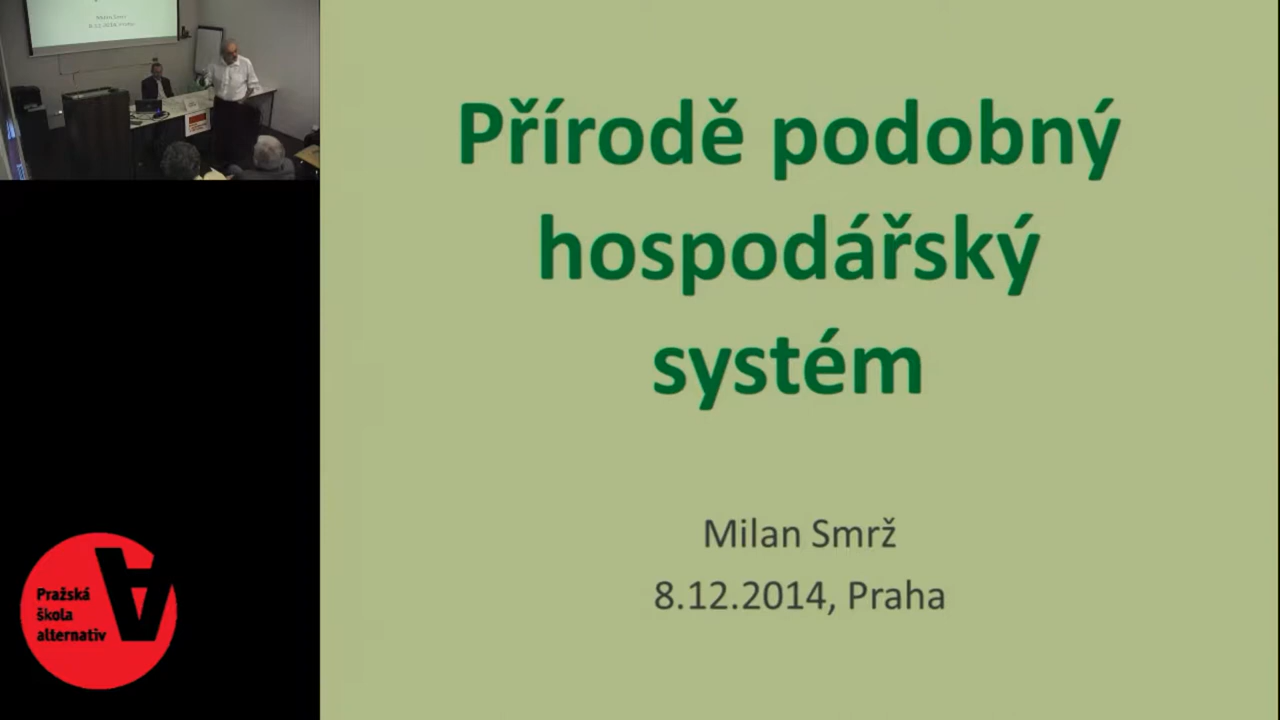 Přírodě podobný
hospodářský
systém
Milan Smrž
8.12.2014, Praha
Pražská
škola
alternativ